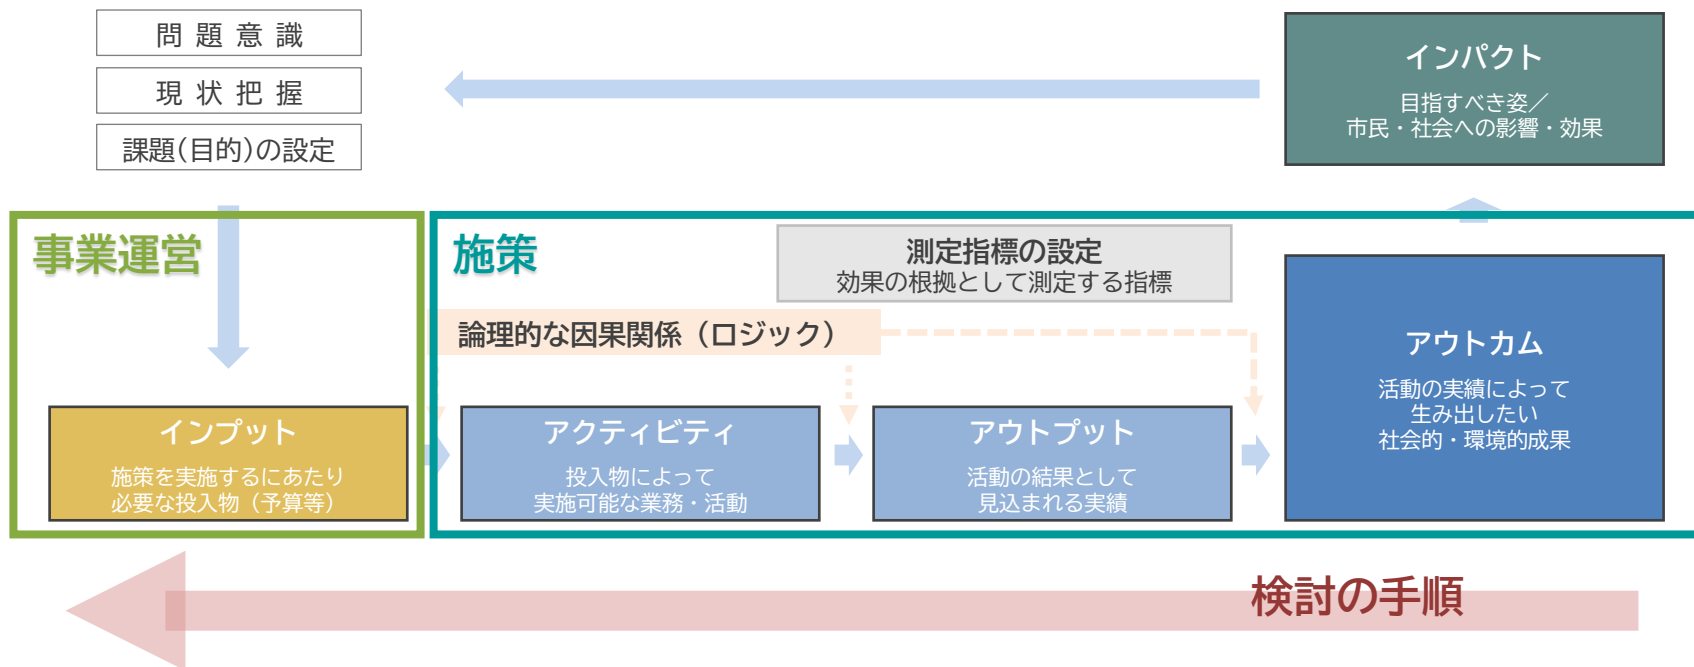 問題意識
現状把握
課題(目的)の設定
インパクト
目指すべき姿／
市民・社会への影響・効果
事業運営
施策
測定指標の設定
効果の根拠として測定する指標
論理的な因果関係（ロジック）
インプット
施策を実施するにあたり
必要な投入物（予算等）
アクティビティ
投入物によって
実施可能な業務・活動
アウトプット
活動の結果として
見込まれる実績
アウトカム
活動の実績によって
生み出したい
社会的・環境的成果
検討の手順